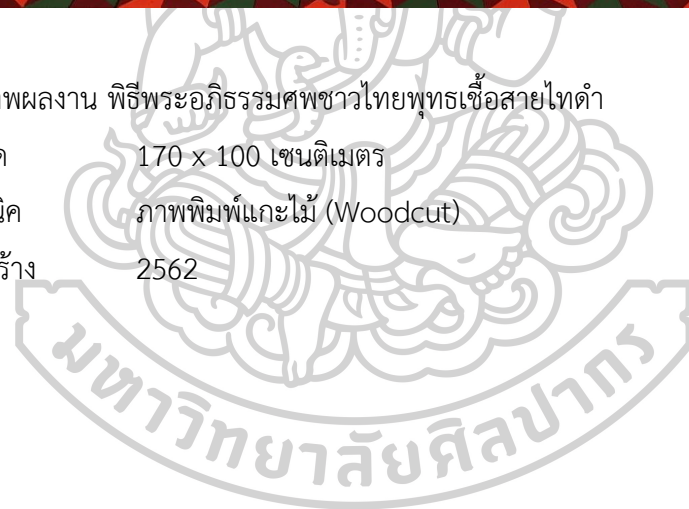 พผลงาน พิธีพระอภิธรรมศพชาวไทยพุทธเชื้อสายไทดำ
170 x 100 เซนติเมตร
ภาพพิมพ์แกะไม้ (Woodcut)
ร้าง 2562
มหาวิทยาลัยศิลปากร